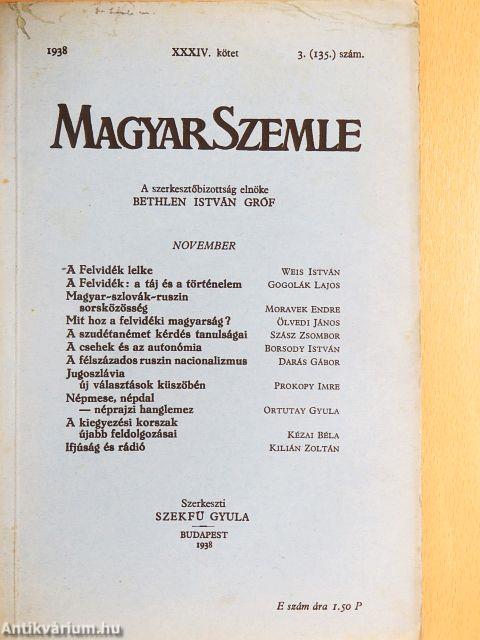 1938 XXXIV. kötet 3. (135.) szám.
MAGYAR SZEMLE
A szerkesztőbizottság elnöke
BETHLEN ISTVÁN GRÓF
NOVEMBER
A Felvidék lelke WEIS ISTVÁN
A Felvidék: a táj és a történelem GOGOLÁK LAJOS
Magyar-szlovák-ruszin
sorsközösség MORAVEK ENDRE
Mit hoz a felvidéki magyarság? ÖLVEDI JÁNOS
A szudétanémet kérdés tanulságai SZÁSZ ZSOMBOR
A csehek és az autonómia BORSODY ISTVÁN
A félszázados ruszin nacionalizmus DARÁS GÁBOR
Jugoszlávia
új választások küszöbén PROKOPY IMRE
Népmese, népdal
— néprajzi hanglemez ORTUTAY GYULA
A kiegyezési korszak
újabb feldolgozásai KÉZAI BÉLA
Ifjúság és rádió KILIÁN ZOLTÁN
Szerkeszti
SZEKFŰ GYULA
BUDAPEST
1938
E szám ára 1.50 P
Antikvárium.hu